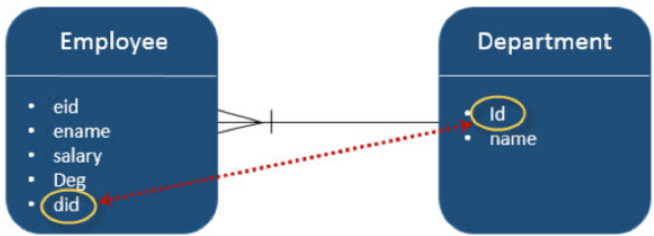 Employee
eid
ename
salary
Deg
did
Department
Id
name